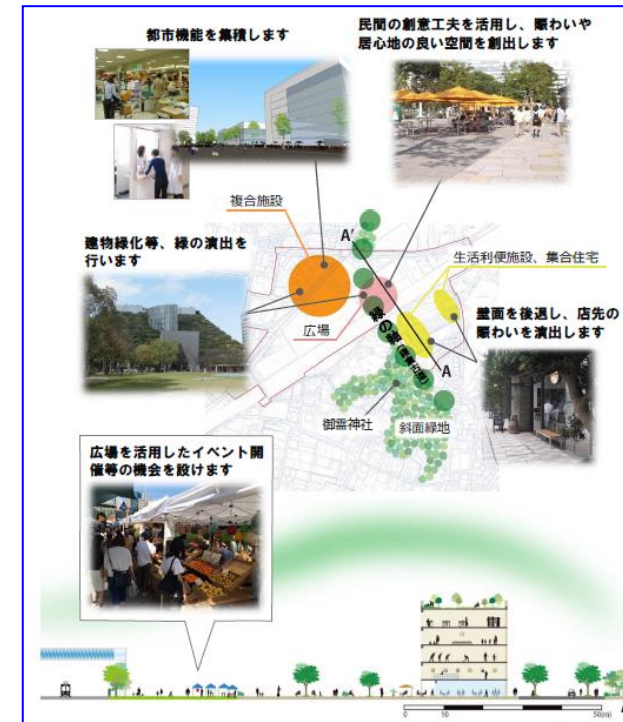 都市機能を集積します
民間の創意工夫を活用し、賑わいや
居心地の良い空間を創出します
複合施設
A'
建物緑化等、緑の演出を
行います
生活利便施設、集合住宅
広場
壁面を後退し、店先の
賑わいを演出します
A
御霊神社
斜面緑地
広場を活用したイベント開
催等の機会を設けます
0
10
50(m)